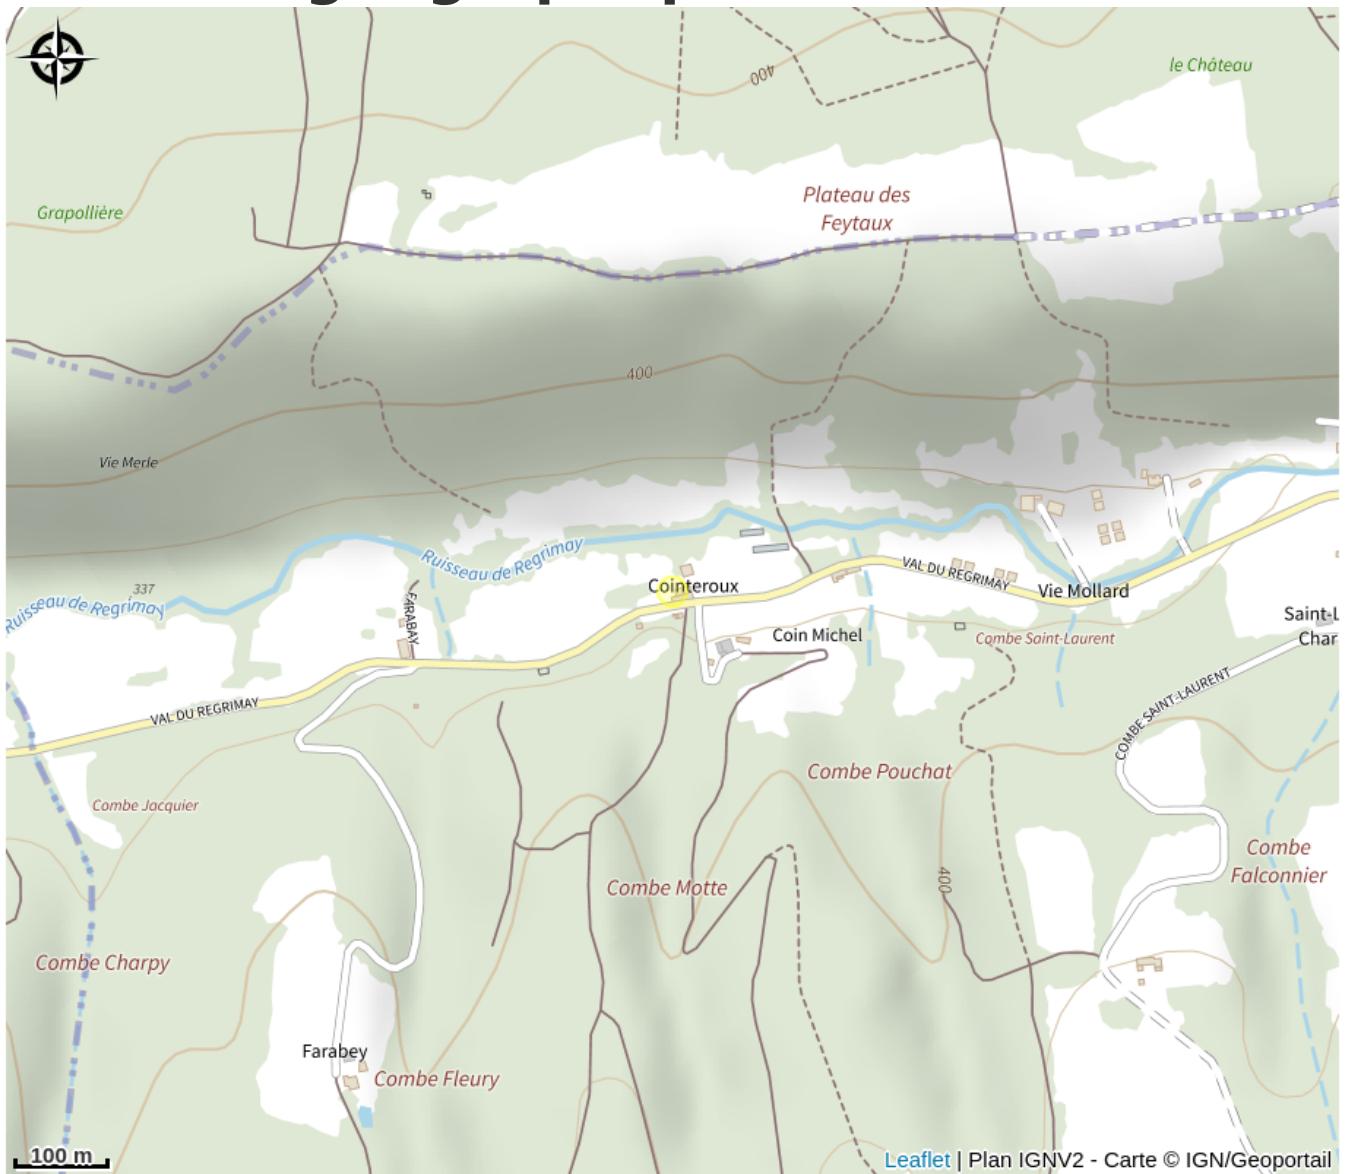 le Château
400
Plateau des
Feytaux
Grapollière
400
Vie Merle
Ruisseau de Regrimay
337
Ruisseau de Regrimay
FARABAY
Cointeroux
VAL DU REGRIMAY
Vie Mollard
Coin Michel
Combe Saint-Laurent
Saint-L
Char
VAL DU REGRIMAY
COMBE SAINT-LAURENT
Combe Pouchat
Combe Jacquier
Combe
Falconnier
Combe Motte
400
Combe Charpy
Farabey
Combe Fleury
100 m
Leaflet | Plan IGNV2 - Carte © IGN/Geoportail